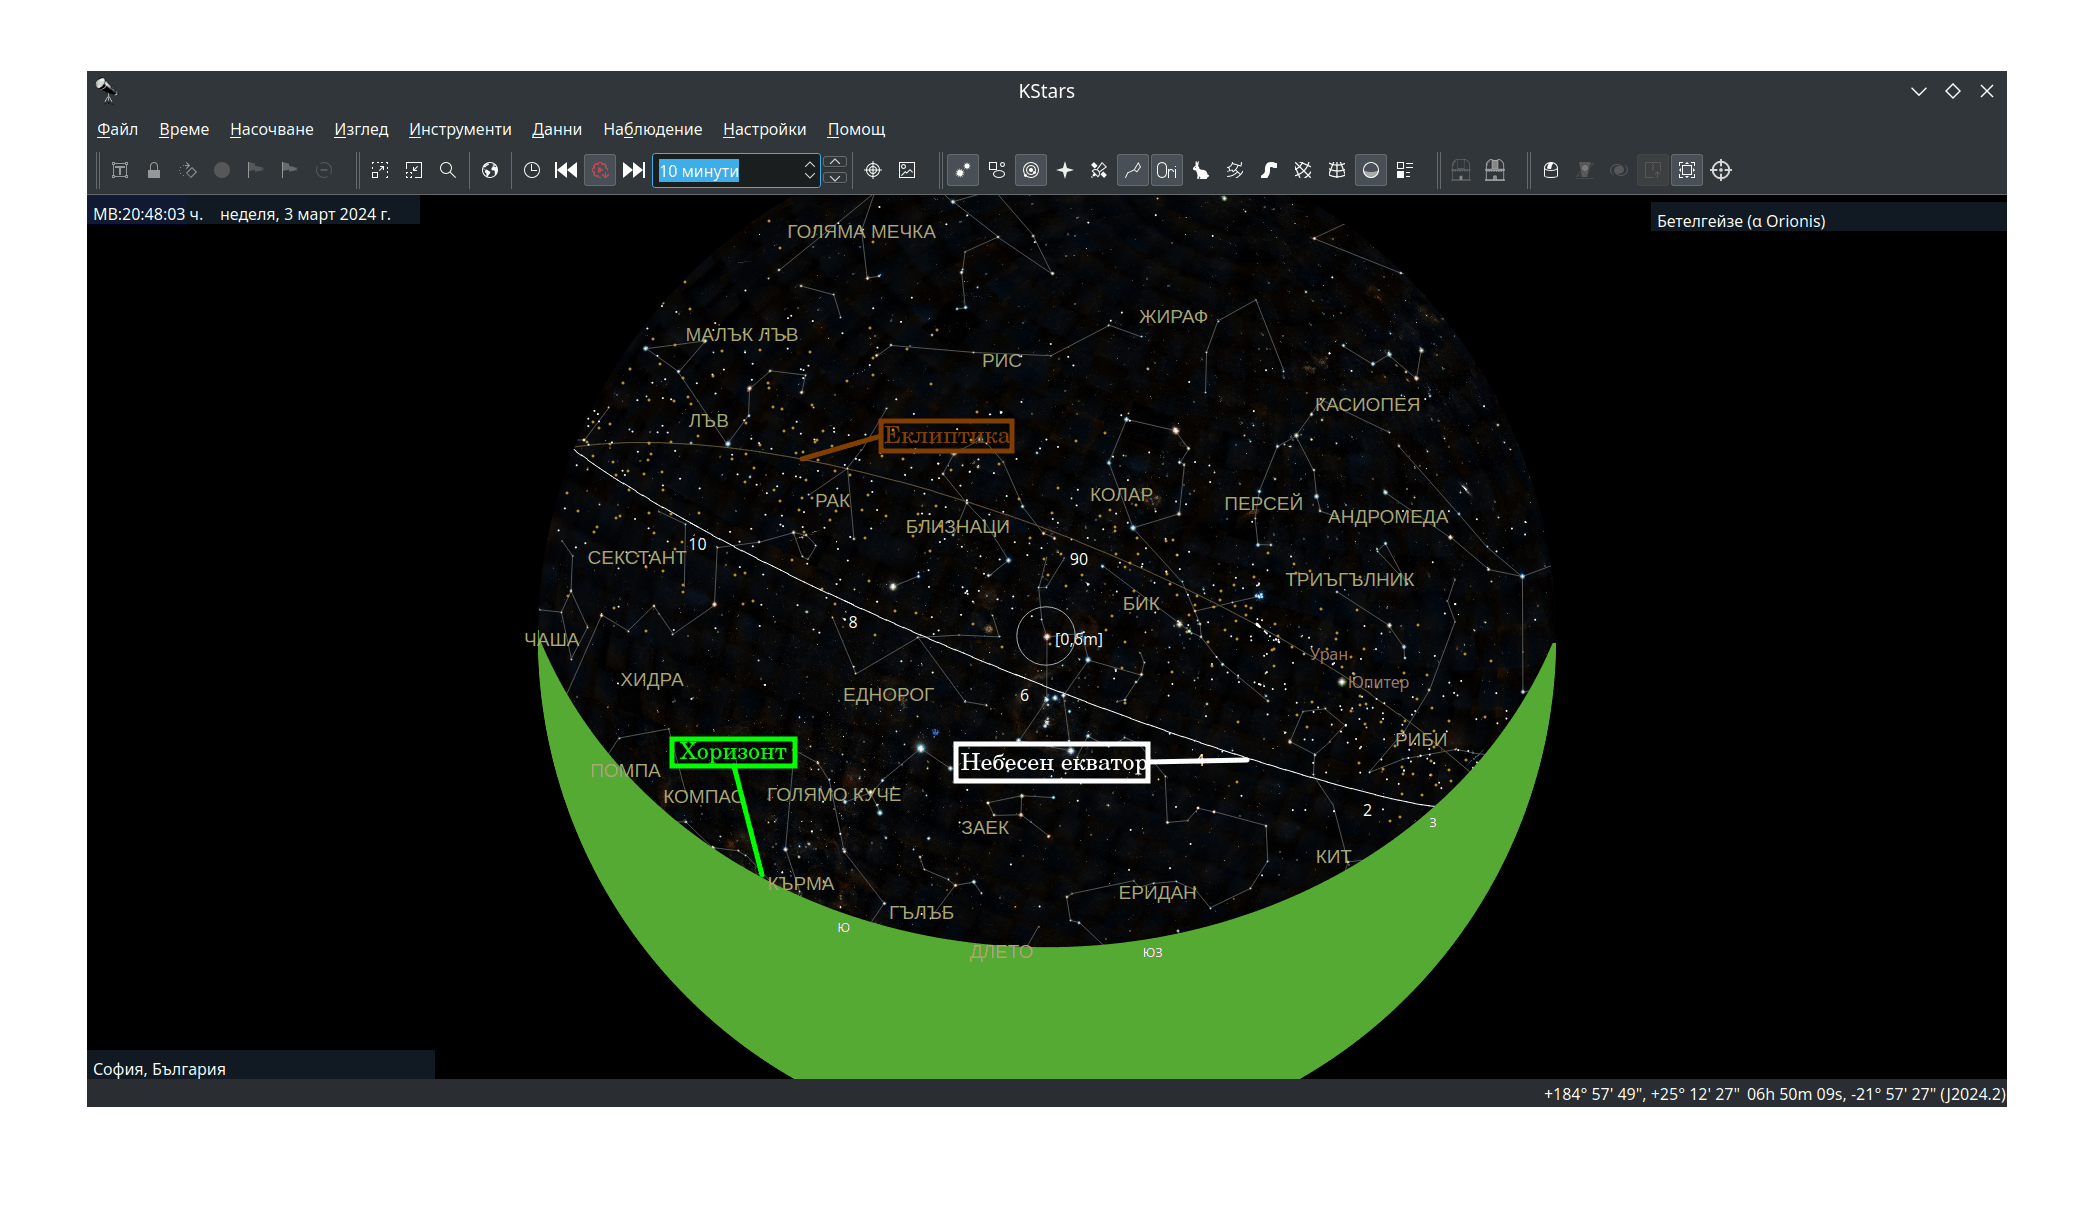 KStars
Файл Време Насочване Изглед Инструменти Данни Наблюдение Настройки Помощ
10 минути
Ori
МВ:20:48:03 ч. неделя, 3 март 2024 г.
Бетелгейзе (α Orionis)
ГОЛЯМА МЕЧКА
ЖИРАФ
МАЛЪК ЛЪВ
РИС
КАСИОПЕЯ
ЛЪВ
Еклиптика
РАК
КОЛАР
ПЕРСЕЙ
БЛИЗНАЦИ
АНДРОМЕДА
10
СЕКСТАНТ
90
ТРИЪГЪЛНИК
БИК
8
ЧАША
[0,6m]
Уран
ХИДРА
Юпитер
ЕДНОРОГ
6
РИБИ
Хоризонт
Небесен екватор
4
ПОМПА
КОМПАС
ГОЛЯМО КУЧЕ
2
З
ЗАЕК
КИТ
КЪРМА
ЕРИДАН
ГЪЛЪБ
Ю
ДЛЕТО
ЮЗ
София, България
+184° 57' 49", +25° 12' 27" 06h 50m 09s, -21° 57' 27" (J2024.2)